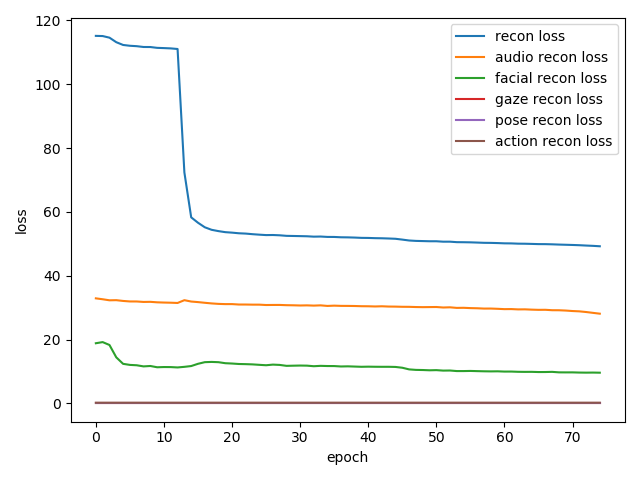 120
100
80
60
40
20
0
loss
0 10 20 30 40 50 60 70
epoch
recon loss
audio recon loss
facial recon loss
gaze recon loss
pose recon loss
action recon loss